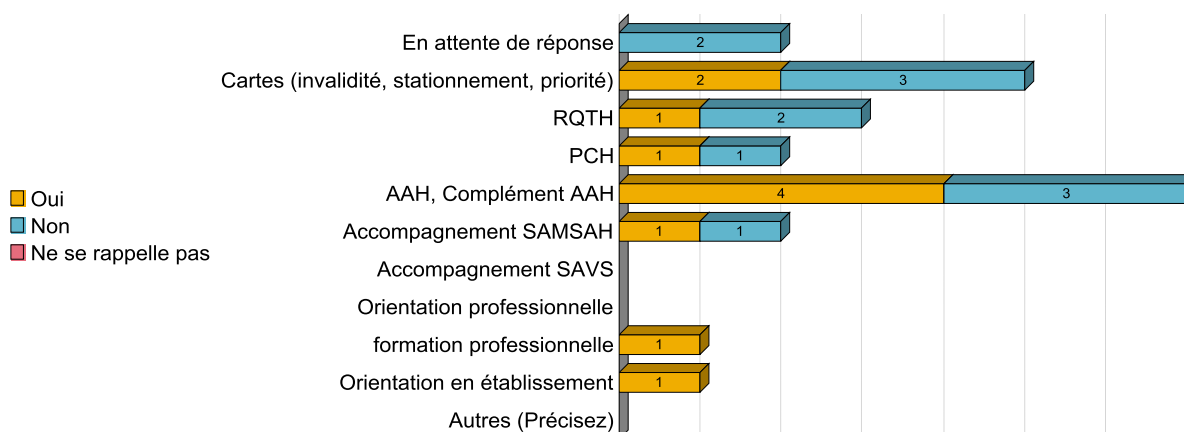 En attente de réponse 2
Cartes (invalidité, stationnement, priorité) 2 3
RQTH 1 2
PCH 1 1
AAH, Complément AAH 4 3
Accompagnement SAMSAH 1 1
Accompagnement SAVS
Orientation professionnelle
formation professionnelle 1
Orientation en établissement 1
Autres (Précisez)
Oui
Non
Ne se rappelle pas